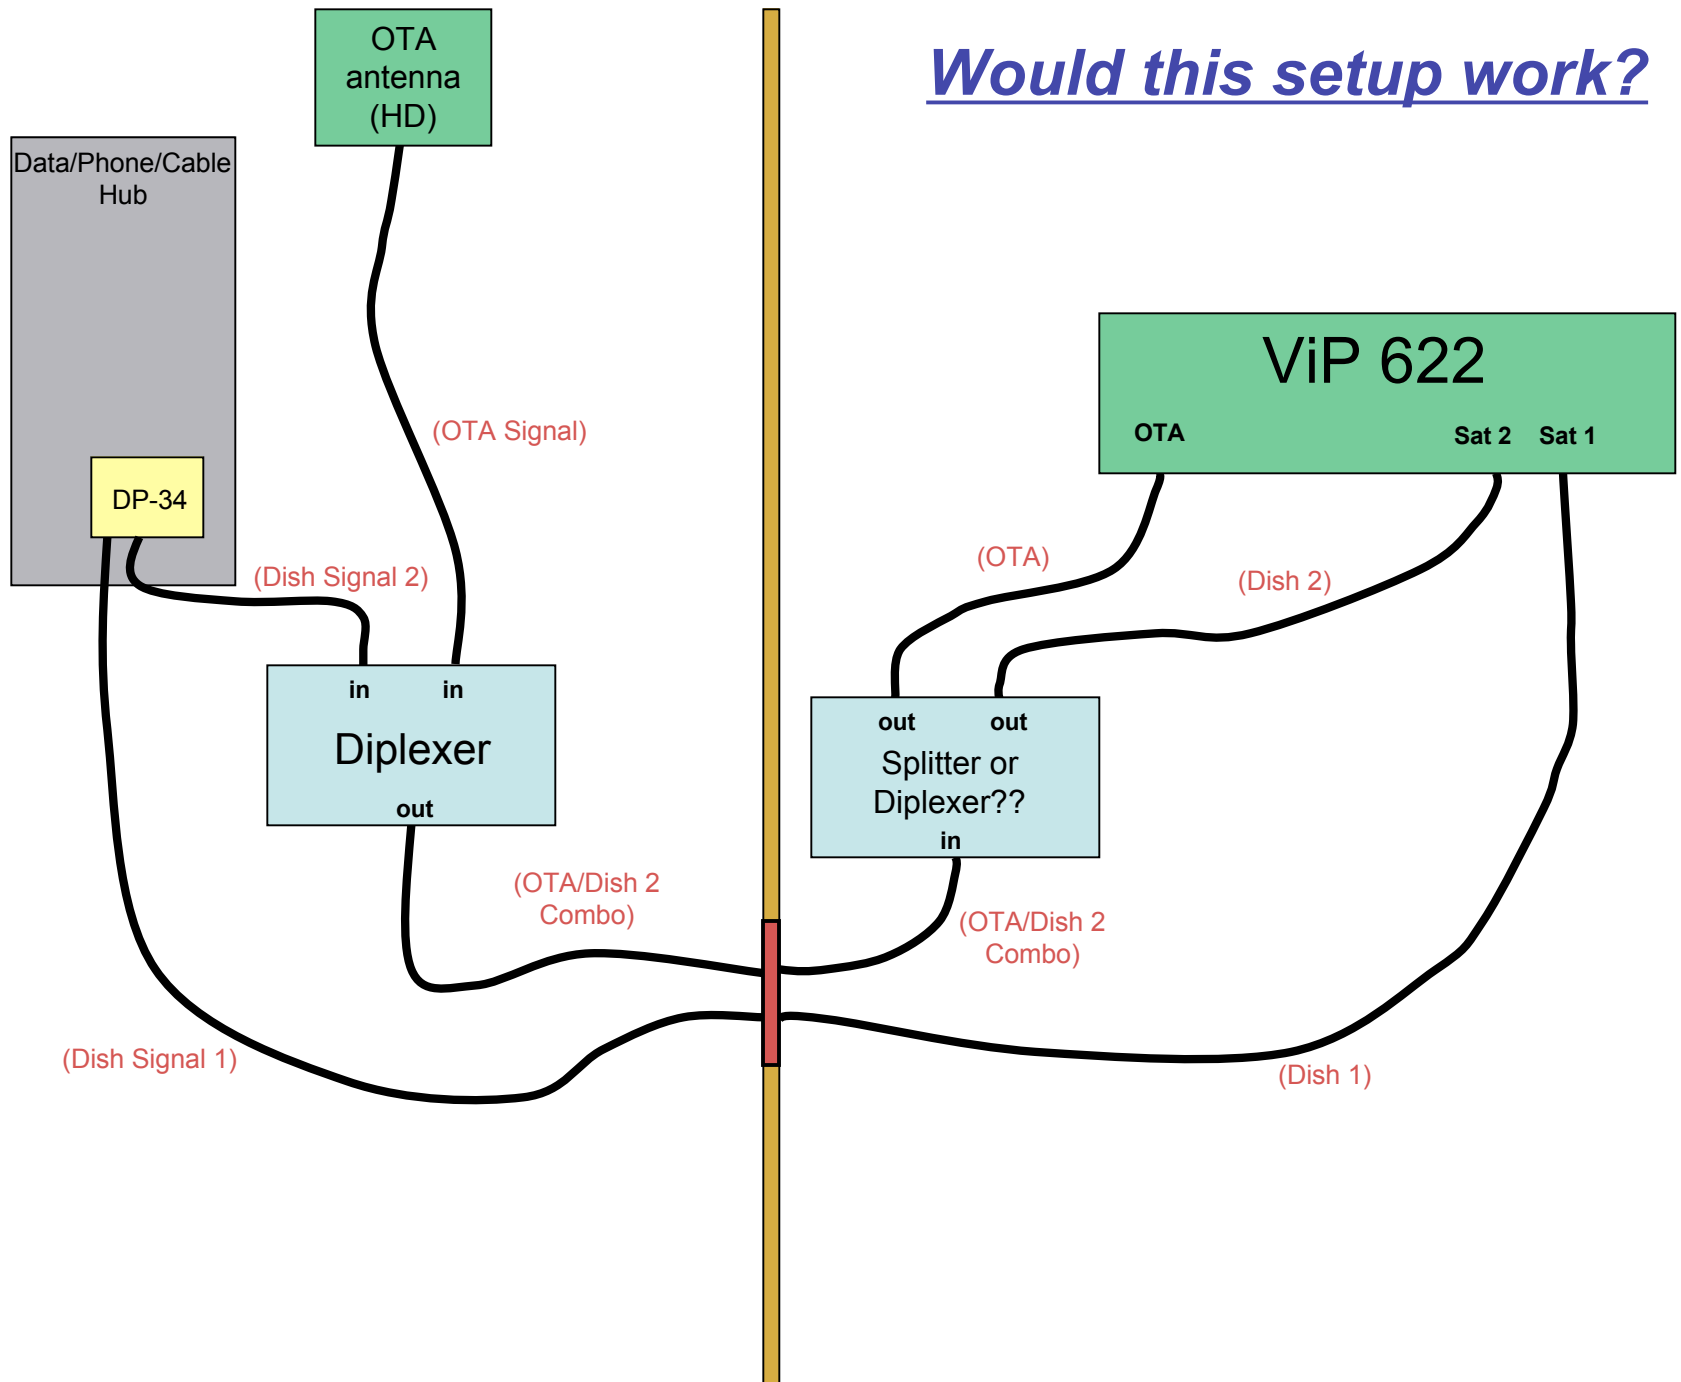 Would this setup work?
OTA
antenna
(HD)
Data/Phone/Cable
Hub
DP-34
(OTA Signal)
(Dish Signal 2)
in in
Diplexer
out
(OTA/Dish 2
Combo)
(Dish Signal 1)
ViP 622
OTA Sat 2 Sat 1
(OTA)
(Dish 2)
out out
Splitter or
Diplexer??
in
(OTA/Dish 2
Combo)
(Dish 1)